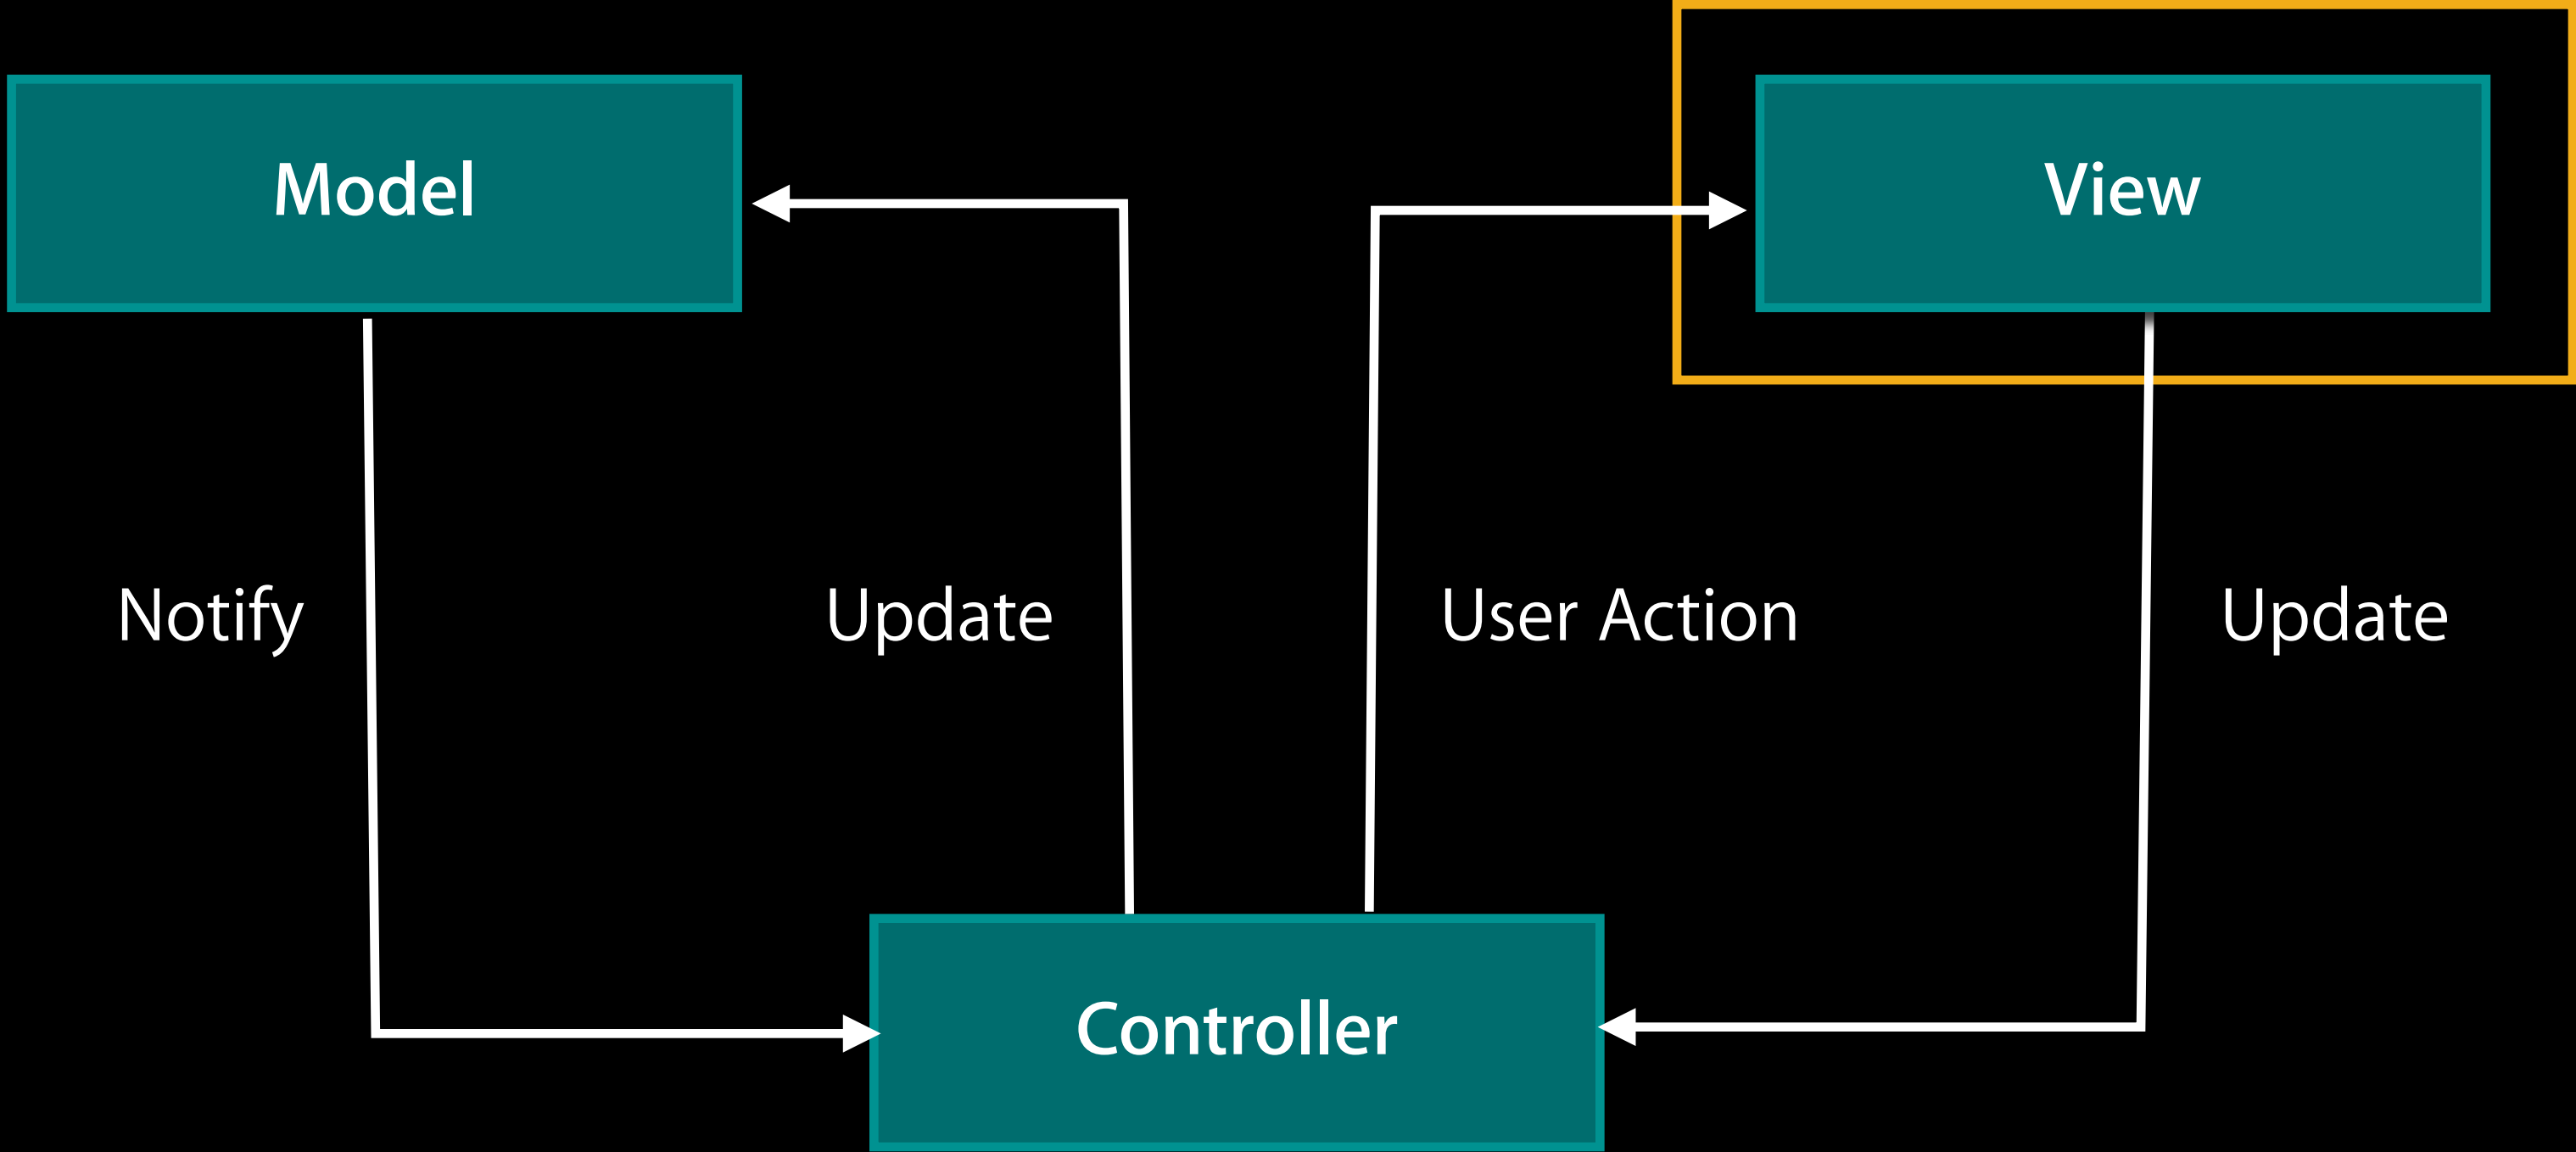 Model
View
Notify
Update
User Action
Update
Controller